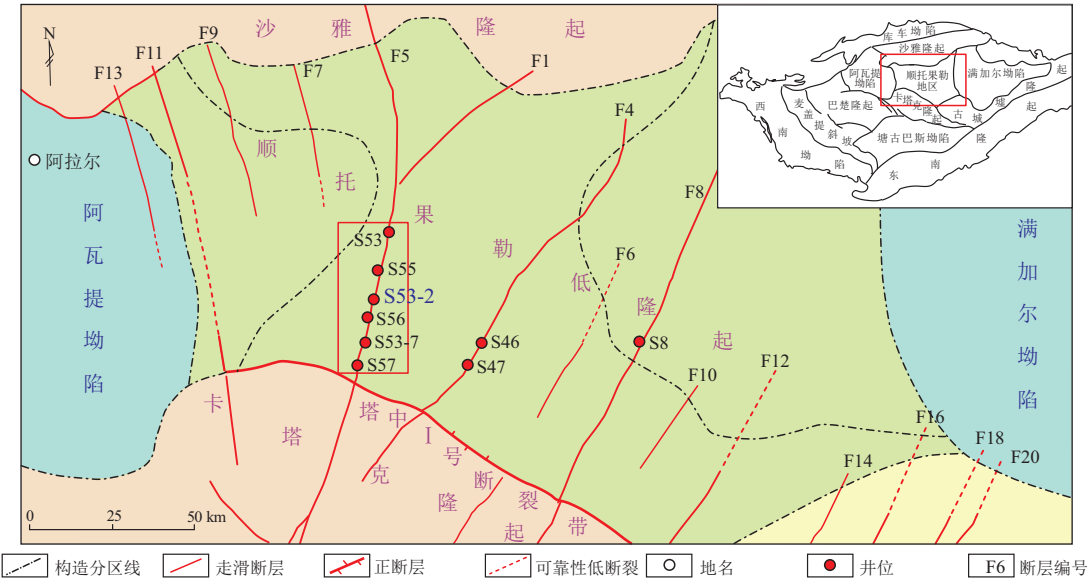 沙雅隆起
N
F13
F11
F9
F7
F5
F1
F4
F8
F6
F10
F12
F14
F16
F18
F20
阿拉尔
阿瓦提坳陷
顺托果勒低隆起
满加尔坳陷
S53
S55
S53-2
S56
S53-7
S57
S46
S47
S8
卡塔克隆起
塔中Ⅰ号断裂带
0 25 50 km
库车坳陷
沙雅隆起
阿瓦提
坳陷
顺托果勒
地区
满加尔坳陷
巴楚隆起
卡塔克隆起
古城墟隆起
麦盖提斜坡
塘古巴斯坳陷
西南坳陷
东南隆起
构造分区线
走滑断层
正断层
可靠性低断裂
地名
井位
F6 断层编号